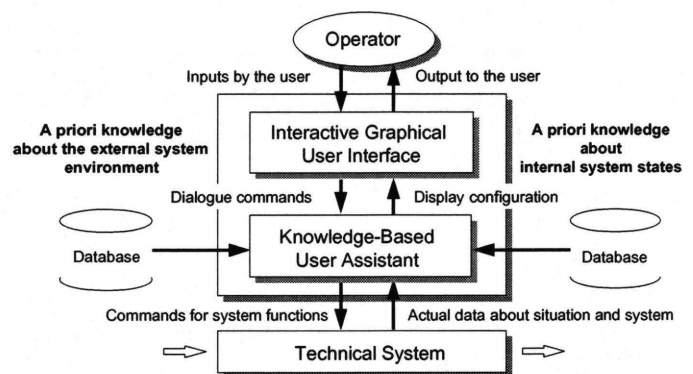 Operator
Inputs by the user
Output to the user
A priori knowledge
about the external system
environment
Interactive Graphical
User Interface
A priori knowledge
about
internal system states
Dialogue commands
Display configuration
Database
Knowledge-Based
User Assistant
Database
Commands for system functions
Actual data about situation and system
Technical System